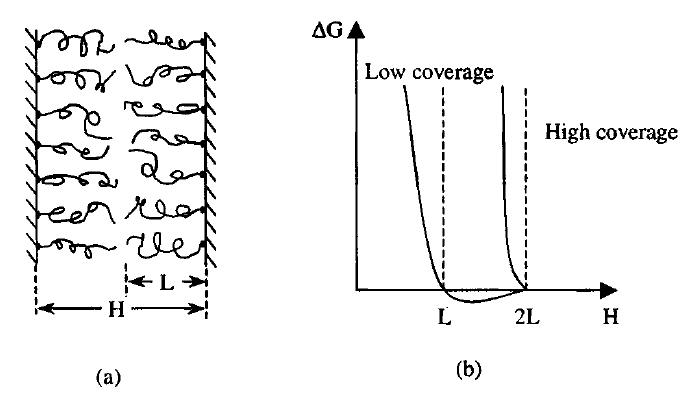 L
H
(a)
ΔG
Low coverage
High coverage
L 2L H
(b)